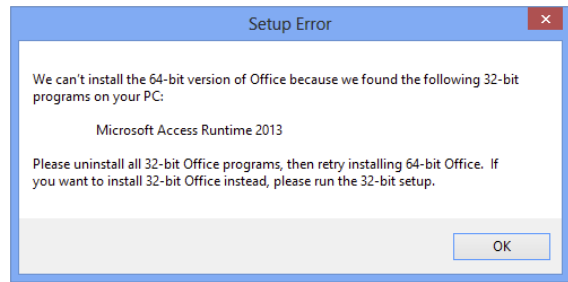 Setup Error
We can't install the 64-bit version of Office because we found the following 32-bit
programs on your PC:
Microsoft Access Runtime 2013
Please uninstall all 32-bit Office programs, then retry installing 64-bit Office. If
you want to install 32-bit Office instead, please run the 32-bit setup.
OK